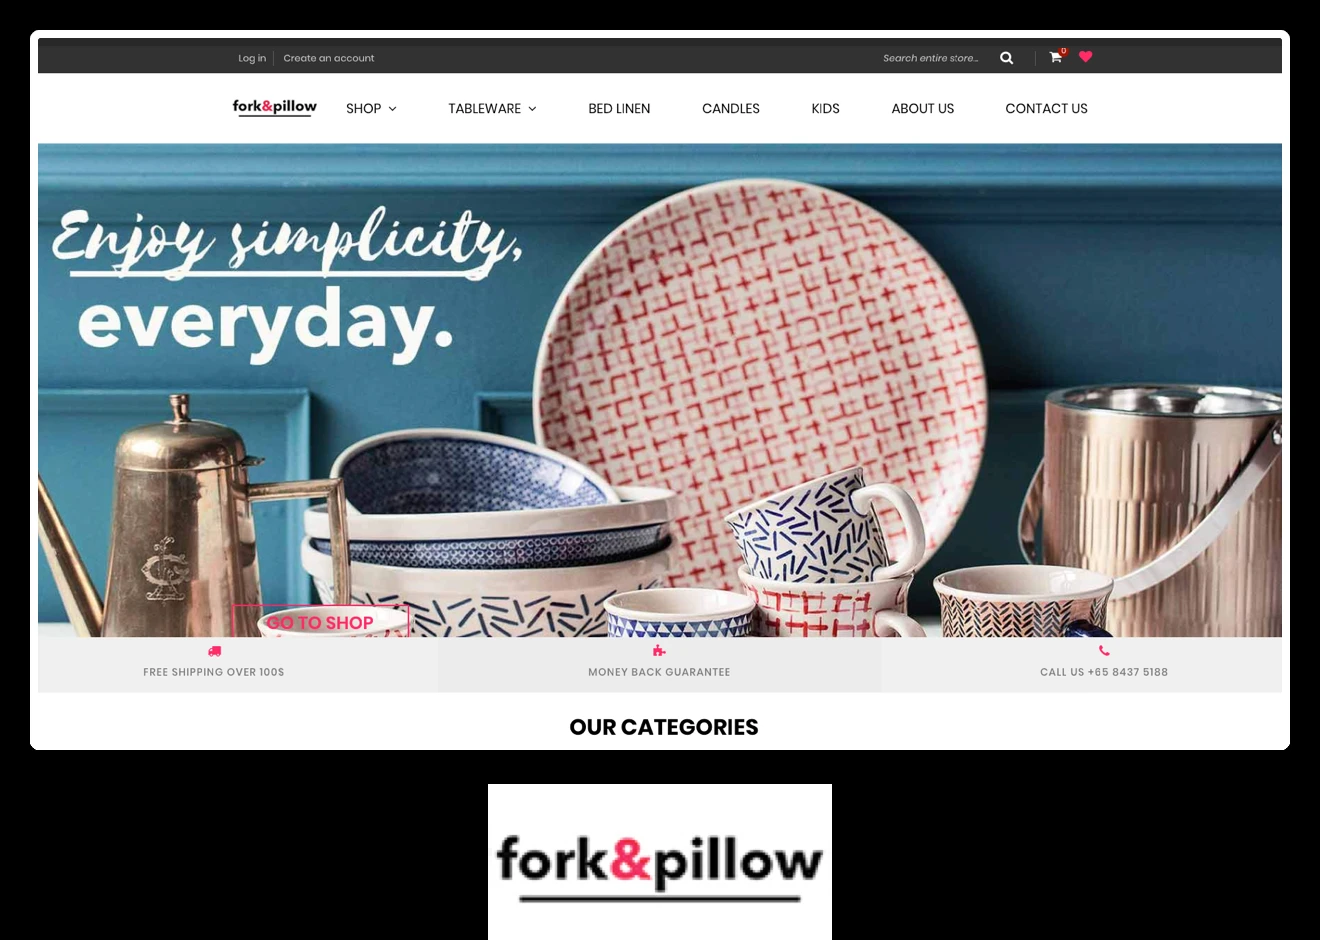 Log in
Create an account
Search entire store...
0
fork&pillow
SHOP
TABLEWARE
BED LINEN
CANDLES
KIDS
ABOUT US
CONTACT US
Enjoy simplicity,
everyday.
GO TO SHOP
FREE SHIPPING OVER 100$
MONEY BACK GUARANTEE
CALL US +65 8437 5188
OUR CATEGORIES
fork&pillow